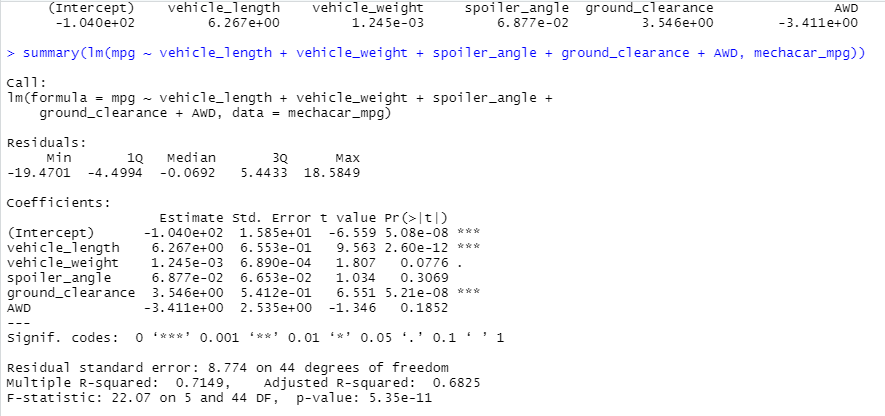 (Intercept) vehicle_length vehicle_weight spoiler_angle ground_clearance AWD
-1.040e+02 6.267e+00 1.245e-03 6.877e-02 3.546e+00 -3.411e+00
> summary(lm(mpg ~ vehicle_length + vehicle_weight + spoiler_angle + ground_clearance + AWD, mechacar_mpg))
Call:
lm(formula = mpg ~ vehicle_length + vehicle_weight + spoiler_angle +
ground_clearance + AWD, data = mechacar_mpg)
Residuals:
Min 1Q Median 3Q Max
-19.4701 -4.4994 -0.0692 5.4433 18.5849
Coefficients:
Estimate Std. Error t value Pr(>|t|)
(Intercept) -1.040e+02 1.585e+01 -6.559 5.08e-08 ***
vehicle_length 6.267e+00 6.553e-01 9.563 2.60e-12 ***
vehicle_weight 1.245e-03 6.890e-04 1.807 0.0776 .
spoiler_angle 6.877e-02 6.653e-02 1.034 0.3069
ground_clearance 3.546e+00 5.412e-01 6.551 5.21e-08 ***
AWD -3.411e+00 2.535e+00 -1.346 0.1852
---
Signif. codes: 0 ‘***’ 0.001 ‘**’ 0.01 ‘*’ 0.05 ‘.’ 0.1 ‘ ’ 1
Residual standard error: 8.774 on 44 degrees of freedom
Multiple R-squared: 0.7149, Adjusted R-squared: 0.6825
F-statistic: 22.07 on 5 and 44 DF, p-value: 5.35e-11